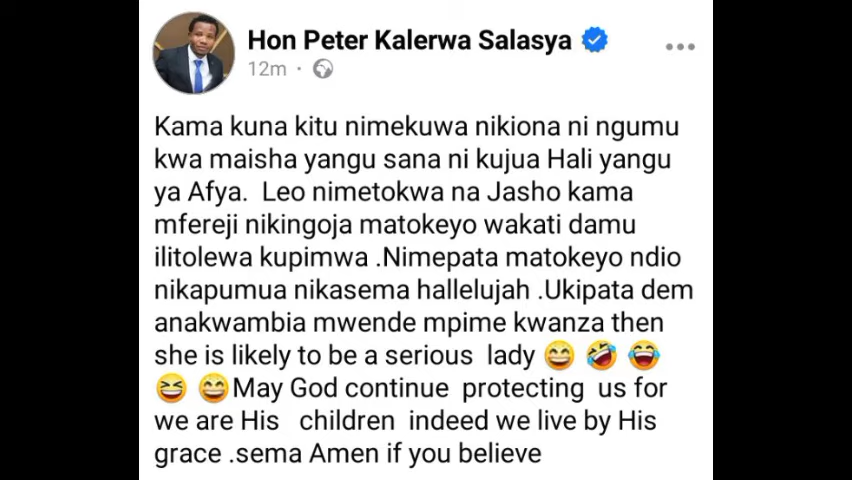 Hon Peter Kalerwa Salasya
12m ·
Kama kuna kitu nimekuwa nikiona ni ngumu
kwa maisha yangu sana ni kujua Hali yangu
ya Afya. Leo nimetokwa na Jasho kama
mfereji nikingoja matokeyo wakati damu
ilitolewa kupimwa .Nimepata matokeyo ndio
nikapumua nikasema hallelujah .Ukipata dem
anakwambia mwende mpime kwanza then
she is likely to be a serious lady 😄 🤣 😂
😆 😄May God continue protecting us for
we are His children indeed we live by His
grace .sema Amen if you believe